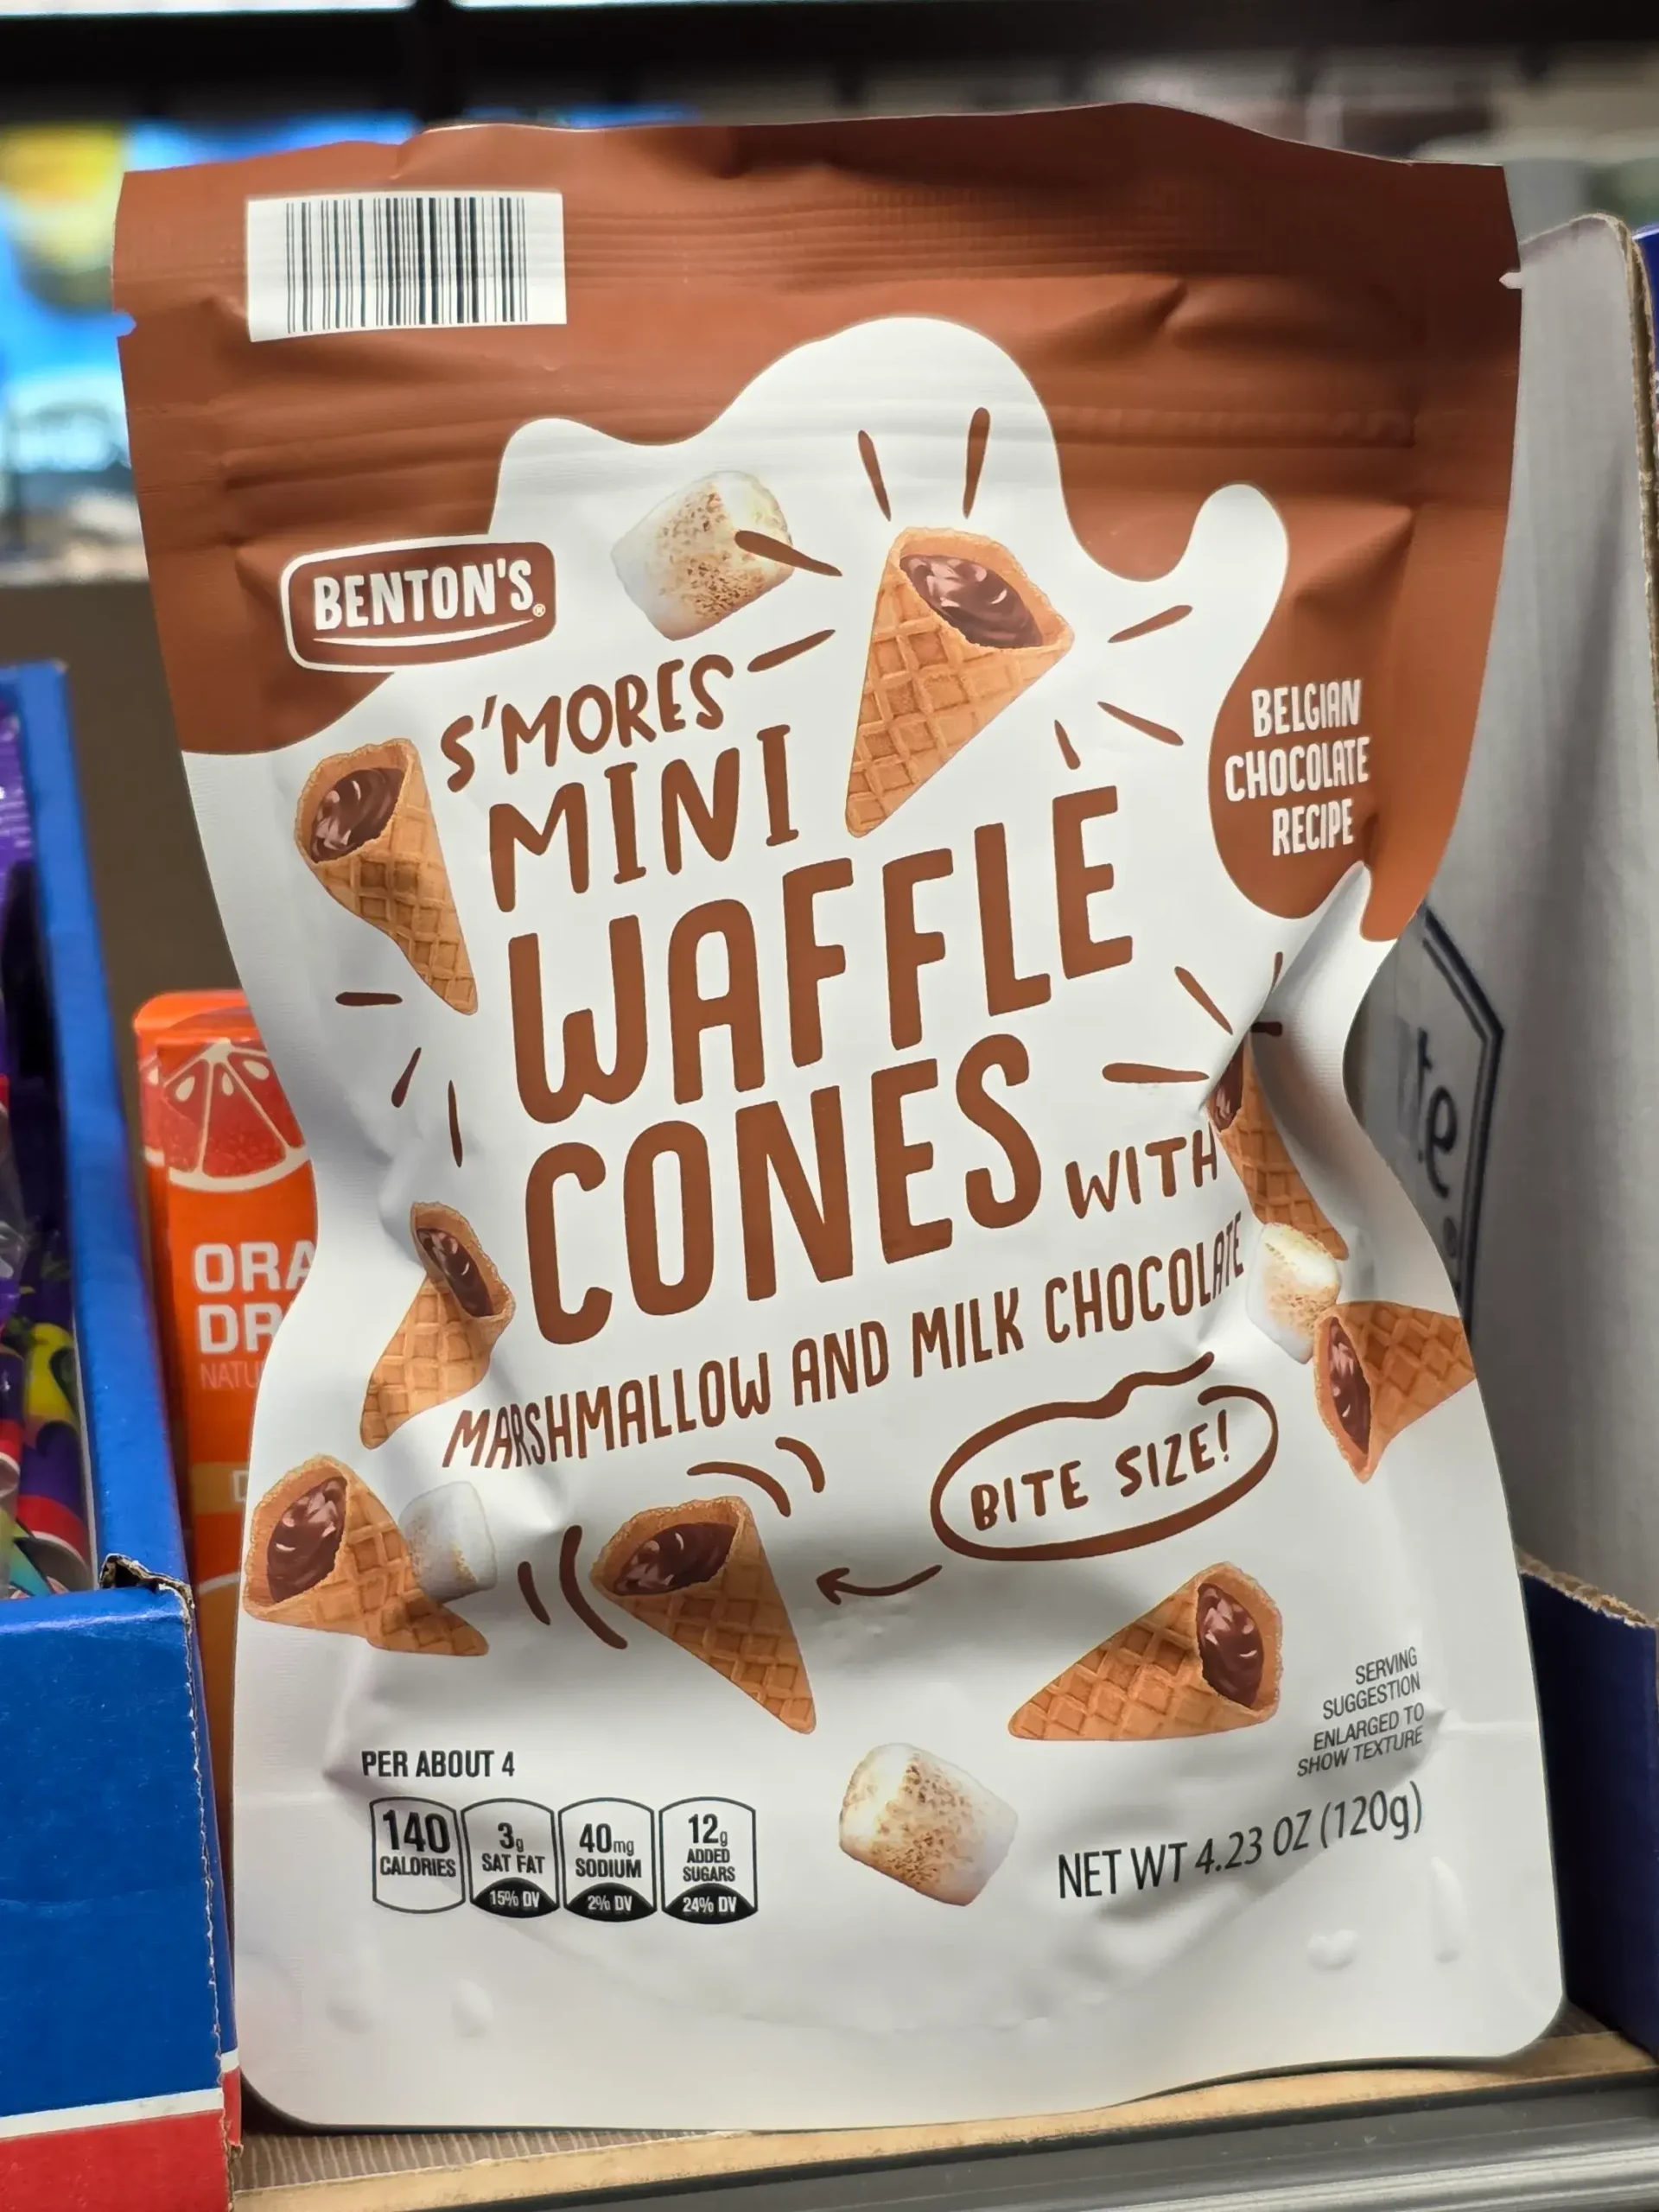 BENTON'S®
S'MORES
MINI
WAFFLE
CONES WITH
MARSHMALLOW AND MILK CHOCOLATE
BELGIAN
CHOCOLATE
RECIPE
BITE SIZE!
SERVING
SUGGESTION
ENLARGED TO
SHOW TEXTURE
PER ABOUT 4
140
CALORIES
3g
SAT FAT
15% DV
40mg
SODIUM
2% DV
12g
ADDED
SUGARS
24% DV
NET WT 4.23 OZ (120g)
ORA
DR
NATU